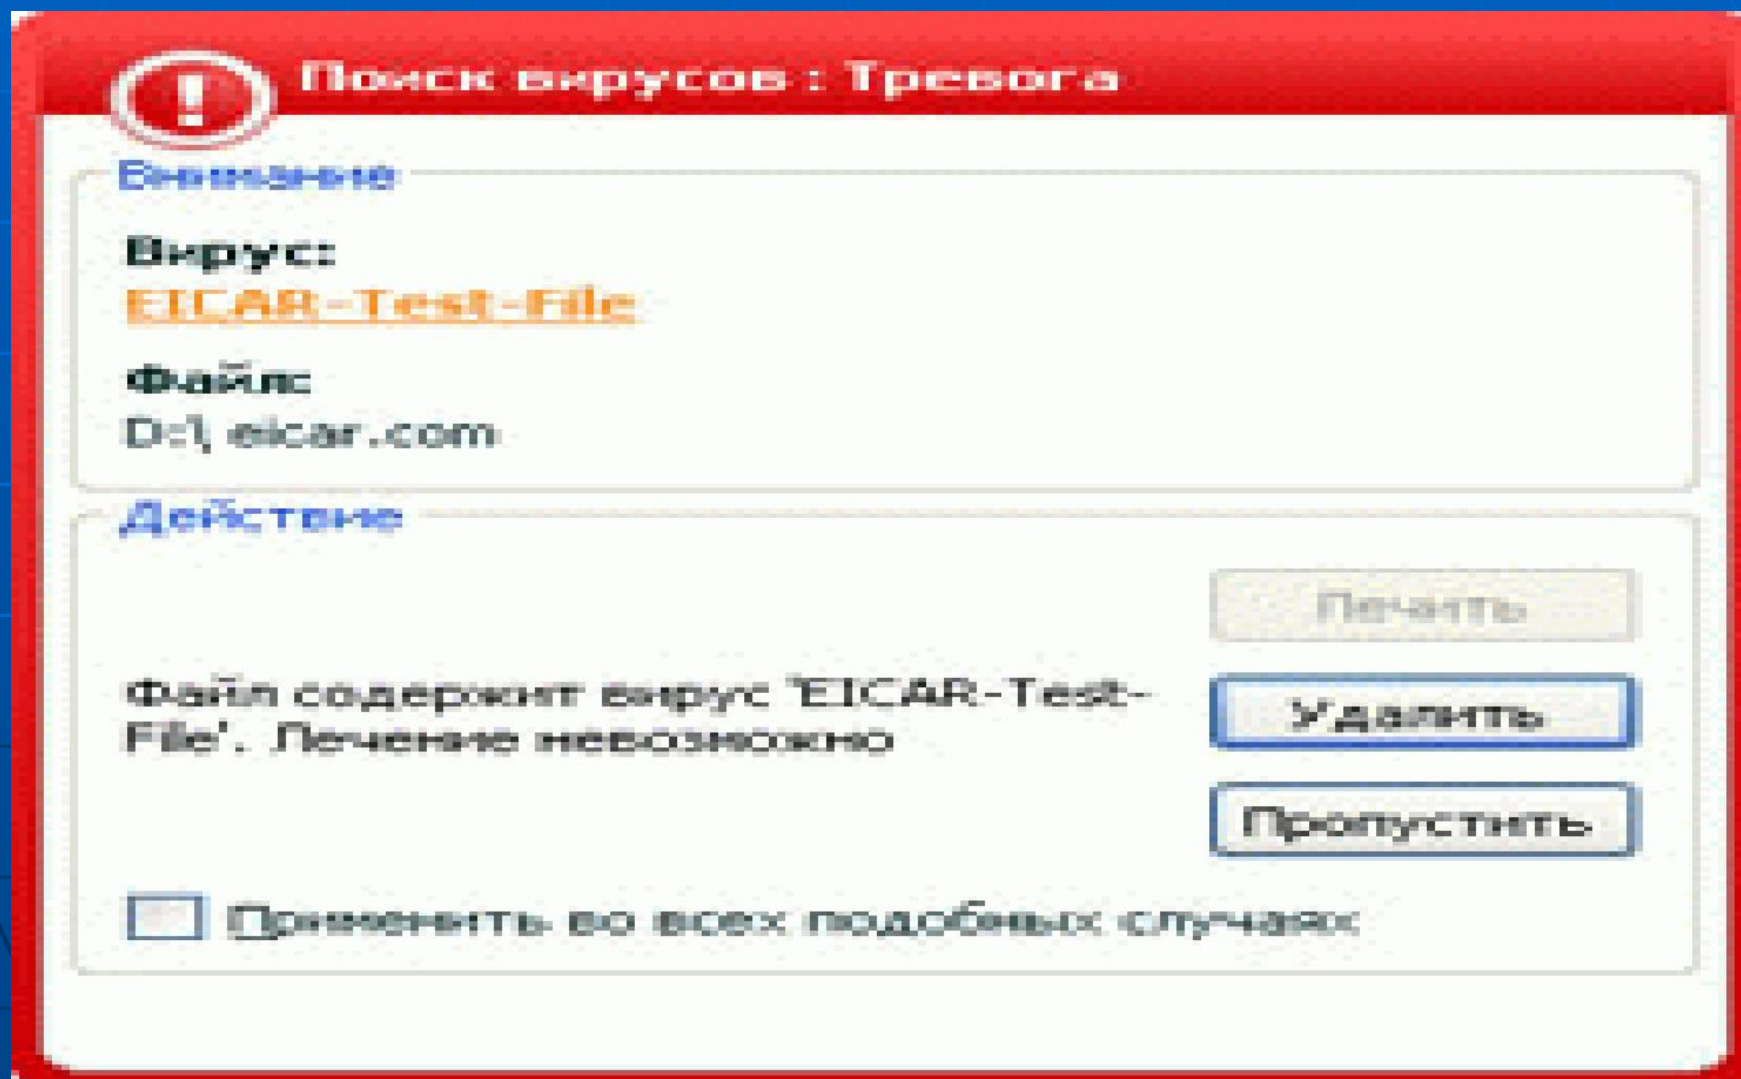 Поиск вирусов : Тревога
Внимание
Вирус:
EICAR-Test-File
Файл:
D:\ eicar.com
Действие
Лечить
Файл содержит вирус 'EICAR-Test-
File'. Лечение невозможно
Удалить
Пропустить
Применить во всех подобных случаях